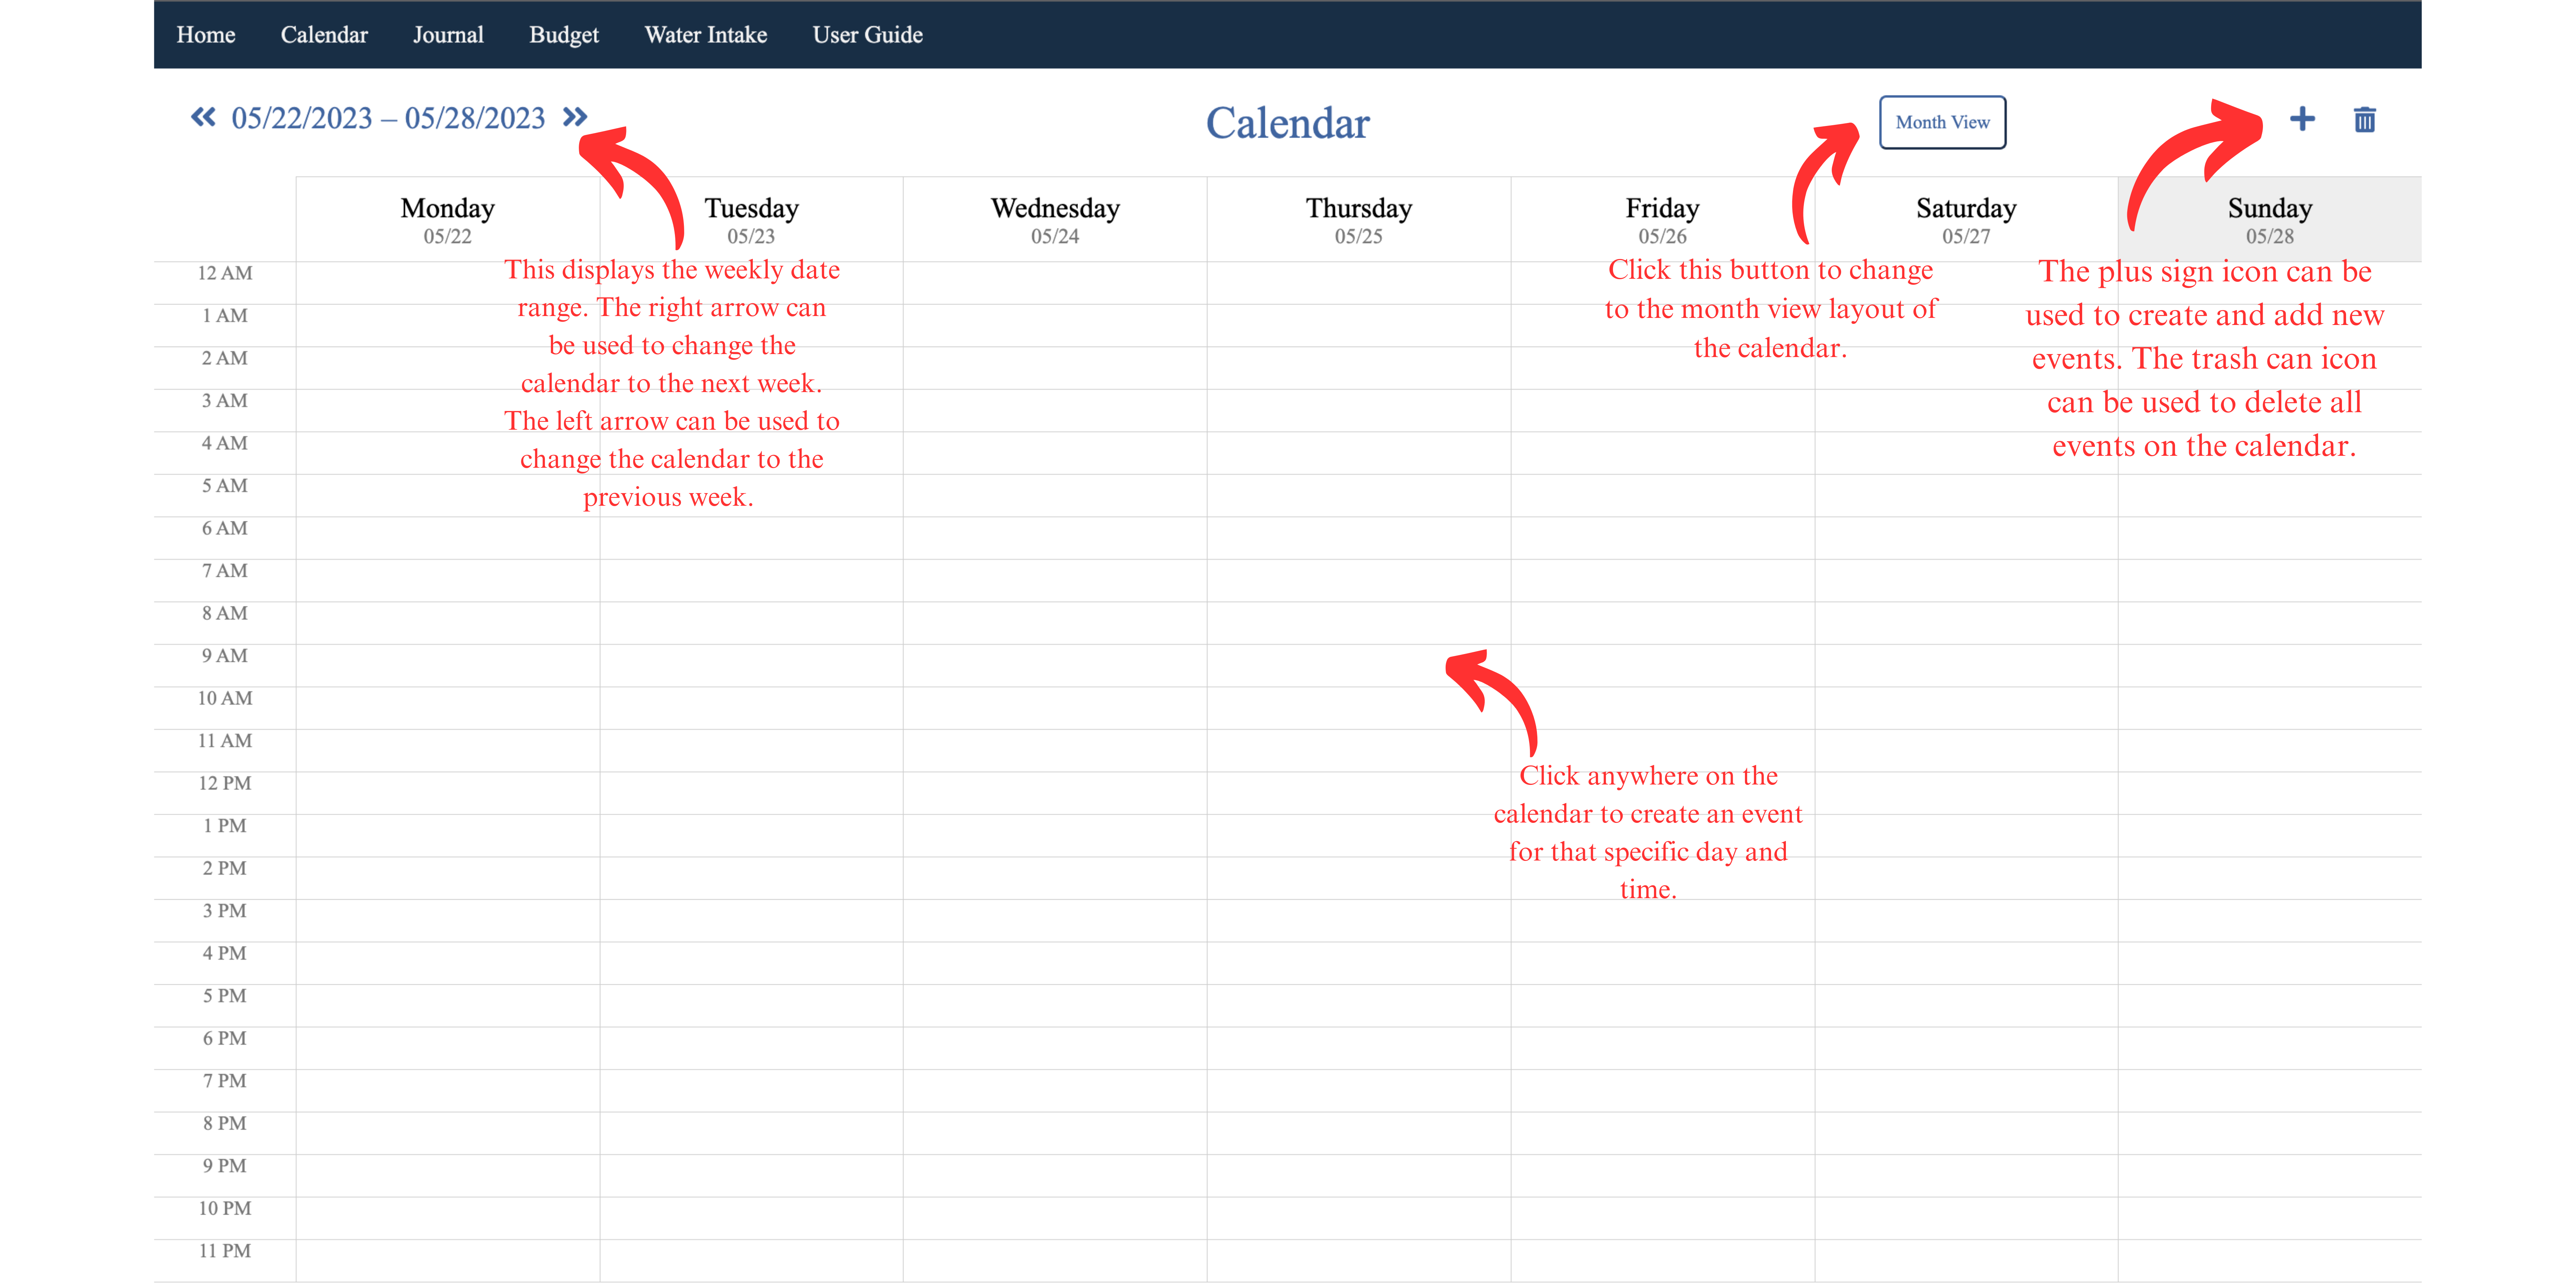 Home Calendar Journal Budget Water Intake User Guide
05/22/2023 – 05/28/2023
Calendar
Month View
Monday Tuesday Wednesday Thursday Friday Saturday Sunday
05/22 05/23 05/24 05/25 05/26 05/27 05/28
This displays the weekly date
range. The right arrow can
be used to change the
calendar to the next week.
The left arrow can be used to
change the calendar to the
previous week.
Click this button to change
to the month view layout of
the calendar.
The plus sign icon can be
used to create and add new
events. The trash can icon
can be used to delete all
events on the calendar.
Click anywhere on the
calendar to create an event
for that specific day and
time.
12 AM
1 AM
2 AM
3 AM
4 AM
5 AM
6 AM
7 AM
8 AM
9 AM
10 AM
11 AM
12 PM
1 PM
2 PM
3 PM
4 PM
5 PM
6 PM
7 PM
8 PM
9 PM
10 PM
11 PM